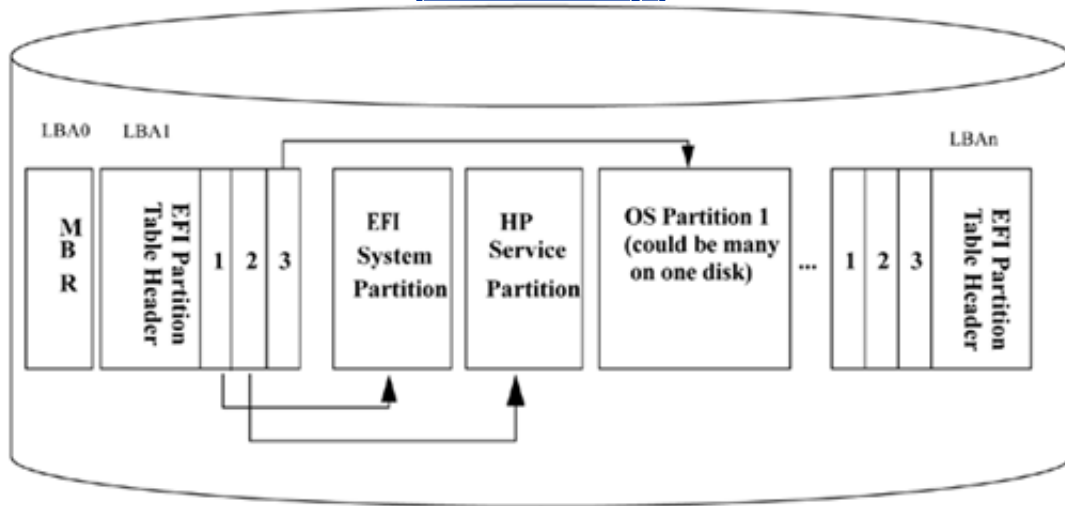 LBA0
LBA1
LBAn
M
B
R
EFI Partition
Table Header
1
2
3
EFI
System
Partition
HP
Service
Partition
OS Partition 1
(could be many
on one disk)
...
1
2
3
EFI Partition
Table Header